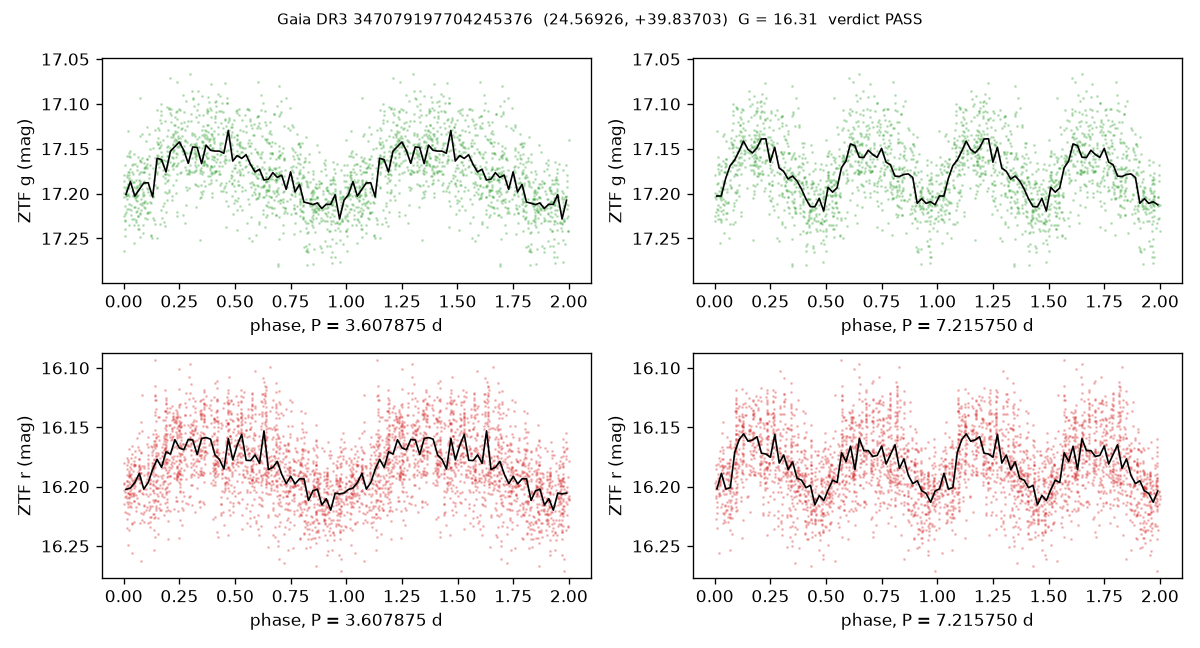 Gaia DR3 347079197704245376  (24.56926, +39.83703)  G = 16.31  verdict PASS
17.05
17.10
17.15
17.20
17.25
ZTF g (mag)
0.00 0.25 0.50 0.75 1.00 1.25 1.50 1.75 2.00
phase, P = 3.607875 d
17.05
17.10
17.15
17.20
17.25
ZTF g (mag)
0.00 0.25 0.50 0.75 1.00 1.25 1.50 1.75 2.00
phase, P = 7.215750 d
16.10
16.15
16.20
16.25
ZTF r (mag)
0.00 0.25 0.50 0.75 1.00 1.25 1.50 1.75 2.00
phase, P = 3.607875 d
16.10
16.15
16.20
16.25
ZTF r (mag)
0.00 0.25 0.50 0.75 1.00 1.25 1.50 1.75 2.00
phase, P = 7.215750 d